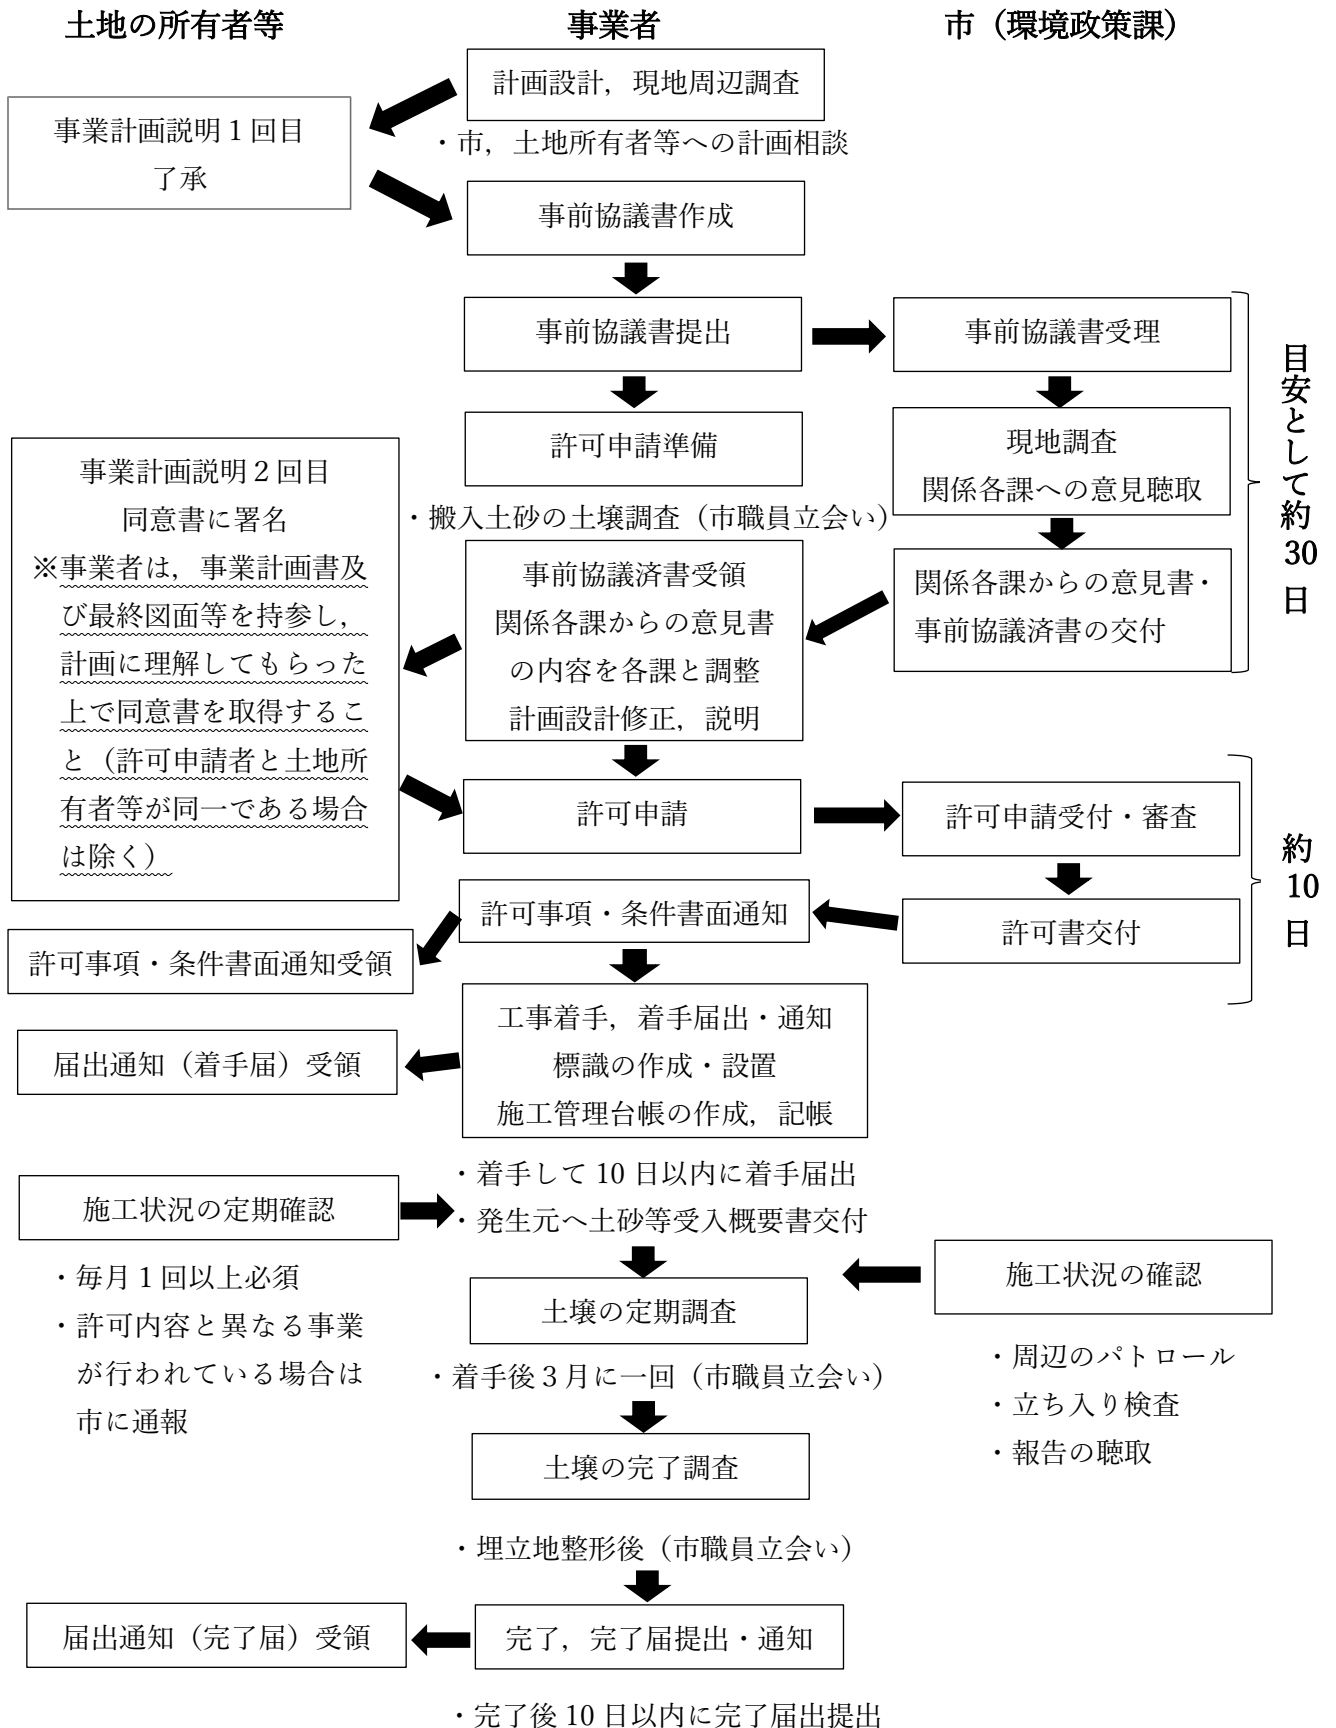 土地の所有者等
事業者
市（環境政策課）
計画設計，現地周辺調査
・市，土地所有者等への計画相談
事業計画説明１回目
了承
事前協議書作成
事前協議書提出
事前協議書受理
許可申請準備
・搬入土砂の土壌調査（市職員立会い）
現地調査
関係各課への意見聴取
関係各課からの意見書・
事前協議済書の交付
目安として約30日
事前協議済書受領
関係各課からの意見書
の内容を各課と調整
計画設計修正，説明
事業計画説明２回目
同意書に署名
※事業者は，事業計画書及
び最終図面等を持参し，
計画に理解してもらった
上で同意書を取得するこ
と（許可申請者と土地所
有者等が同一である場合
は除く）
許可申請
許可申請受付・審査
許可書交付
約10日
許可事項・条件書面通知
許可事項・条件書面通知受領
工事着手，着手届出・通知
標識の作成・設置
施工管理台帳の作成，記帳
届出通知（着手届）受領
・着手して 10 日以内に着手届出
・発生元へ土砂等受入概要書交付
施工状況の定期確認
・毎月１回以上必須
・許可内容と異なる事業
が行われている場合は
市に通報
土壌の定期調査
・着手後３月に一回（市職員立会い）
施工状況の確認
・周辺のパトロール
・立ち入り検査
・報告の聴取
土壌の完了調査
・埋立地整形後（市職員立会い）
完了，完了届提出・通知
届出通知（完了届）受領
・完了後 10 日以内に完了届出提出